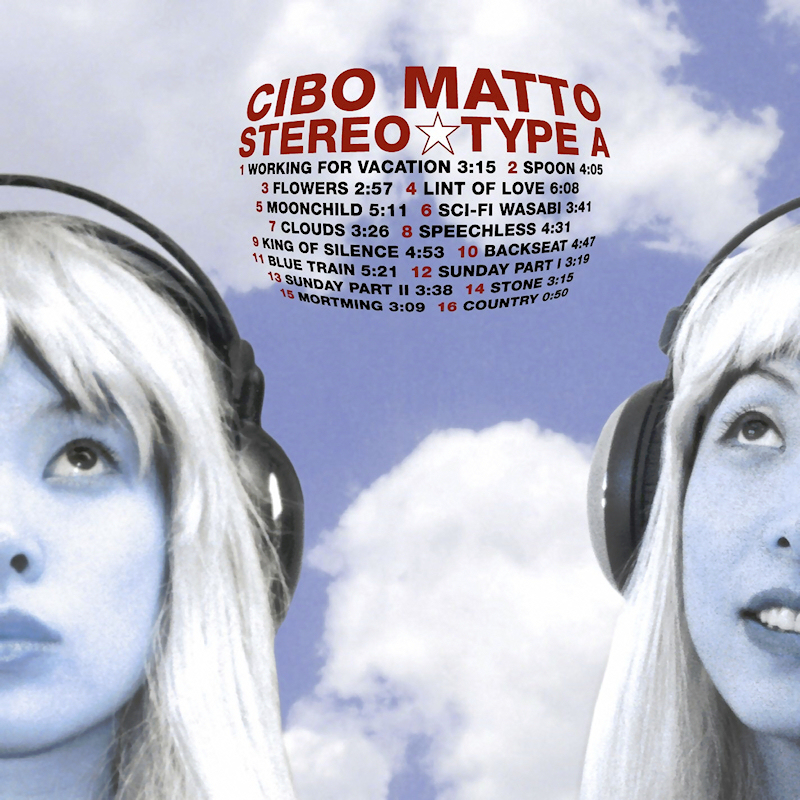 CIBO MATTO
STEREO☆TYPE A
1 WORKING FOR VACATION 3:15 2 SPOON 4:05
3 FLOWERS 2:57 4 LINT OF LOVE 6:08
5 MOONCHILD 5:11 6 SCI-FI WASABI 3:41
7 CLOUDS 3:26 8 SPEECHLESS 4:31
9 KING OF SILENCE 4:53 10 BACKSEAT 4:47
11 BLUE TRAIN 5:21 12 SUNDAY PART I 3:19
13 SUNDAY PART II 3:38 14 STONE 3:15
15 MORTMING 3:09 16 COUNTRY 0:50